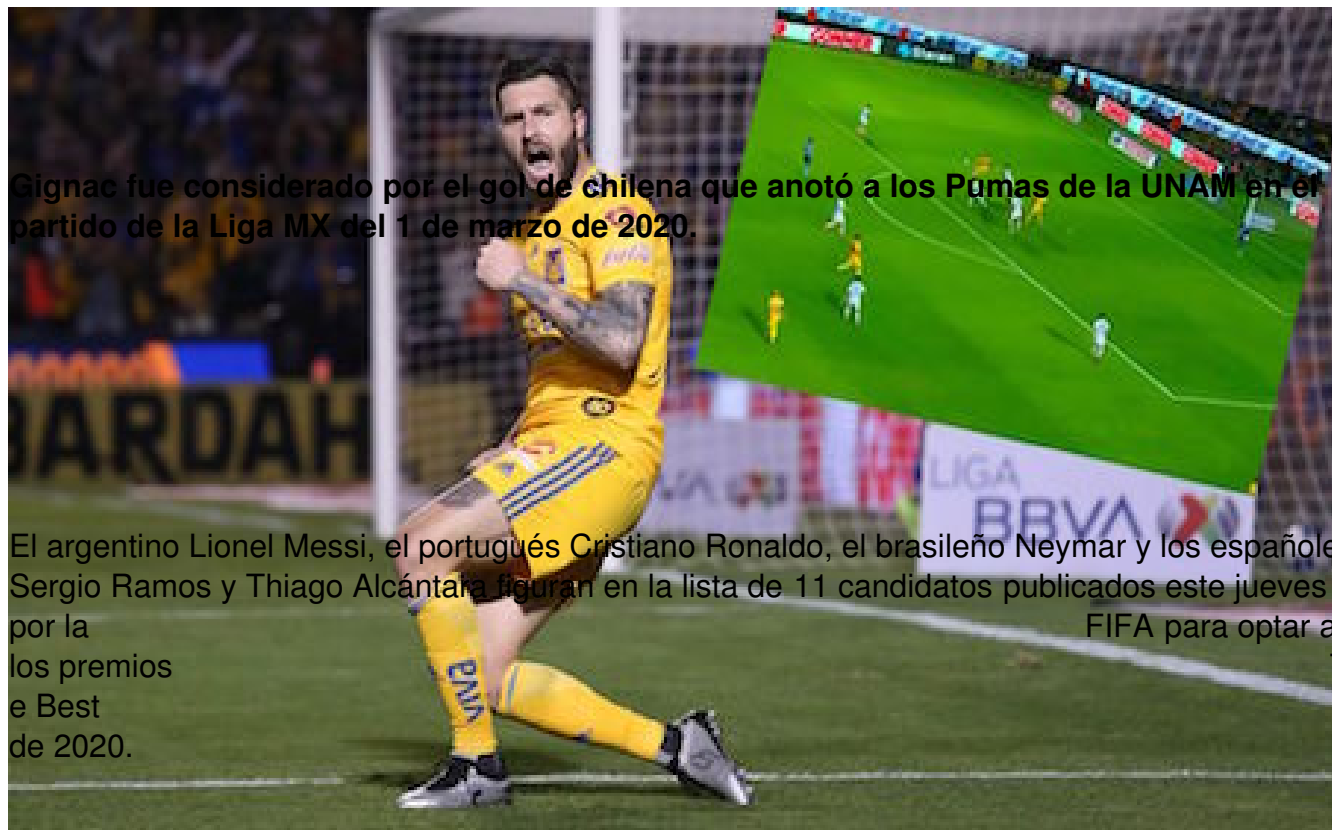 Gignac fue considerado por el gol de chilena que anotó a los Pumas de la UNAM en el
partido de la Liga MX del 1 de marzo de 2020.
BARDAH
LIGA
BBVA
El argentino Lionel Messi, el portugués Cristiano Ronaldo, el brasileño Neymar y los españole
Sergio Ramos y Thiago Alcántara figuran en la lista de 11 candidatos publicados este jueves
por la FIFA para optar a
los premios
e Best
de 2020.